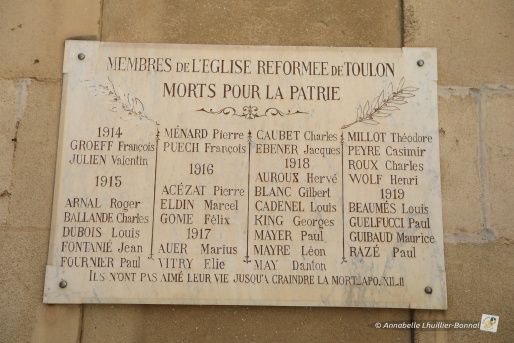 MEMBRES DE L'ÉGLISE RÉFORMÉE DE TOULON
MORTS POUR LA PATRIE
1914
GROEFF François
JULIEN Valentin
1915
ARNAL Roger
BALLANDE Charles
DUBOIS Louis
FONTANIÉ Jean
FOURNIER Paul
MÉNARD Pierre
PUECH François
1916
ACÉZAT Pierre
ELDIN Marcel
GONIE Félix
1917
AUER Marius
VITRY Elie
CAUBET Charles
EBENER Jacques
1918
AUROUX Hervé
BLANC Gilbert
CADENEL Louis
KING Georges
MAYER Paul
MAYRE Léon
MAY Danton
MILLOT Théodore
PEYRE Casimir
ROUX Charles
WOLF Henri
1919
BEAUMÉS Louis
GUELFUCCI Paul
GUIBAUD Maurice
RAZÉ Paul
ILS N'ONT PAS AIMÉ LEUR VIE JUSQU'À CRAINDRE LA MORT_APO.XII.II
© Annabelle Lhuillier-Bonnal